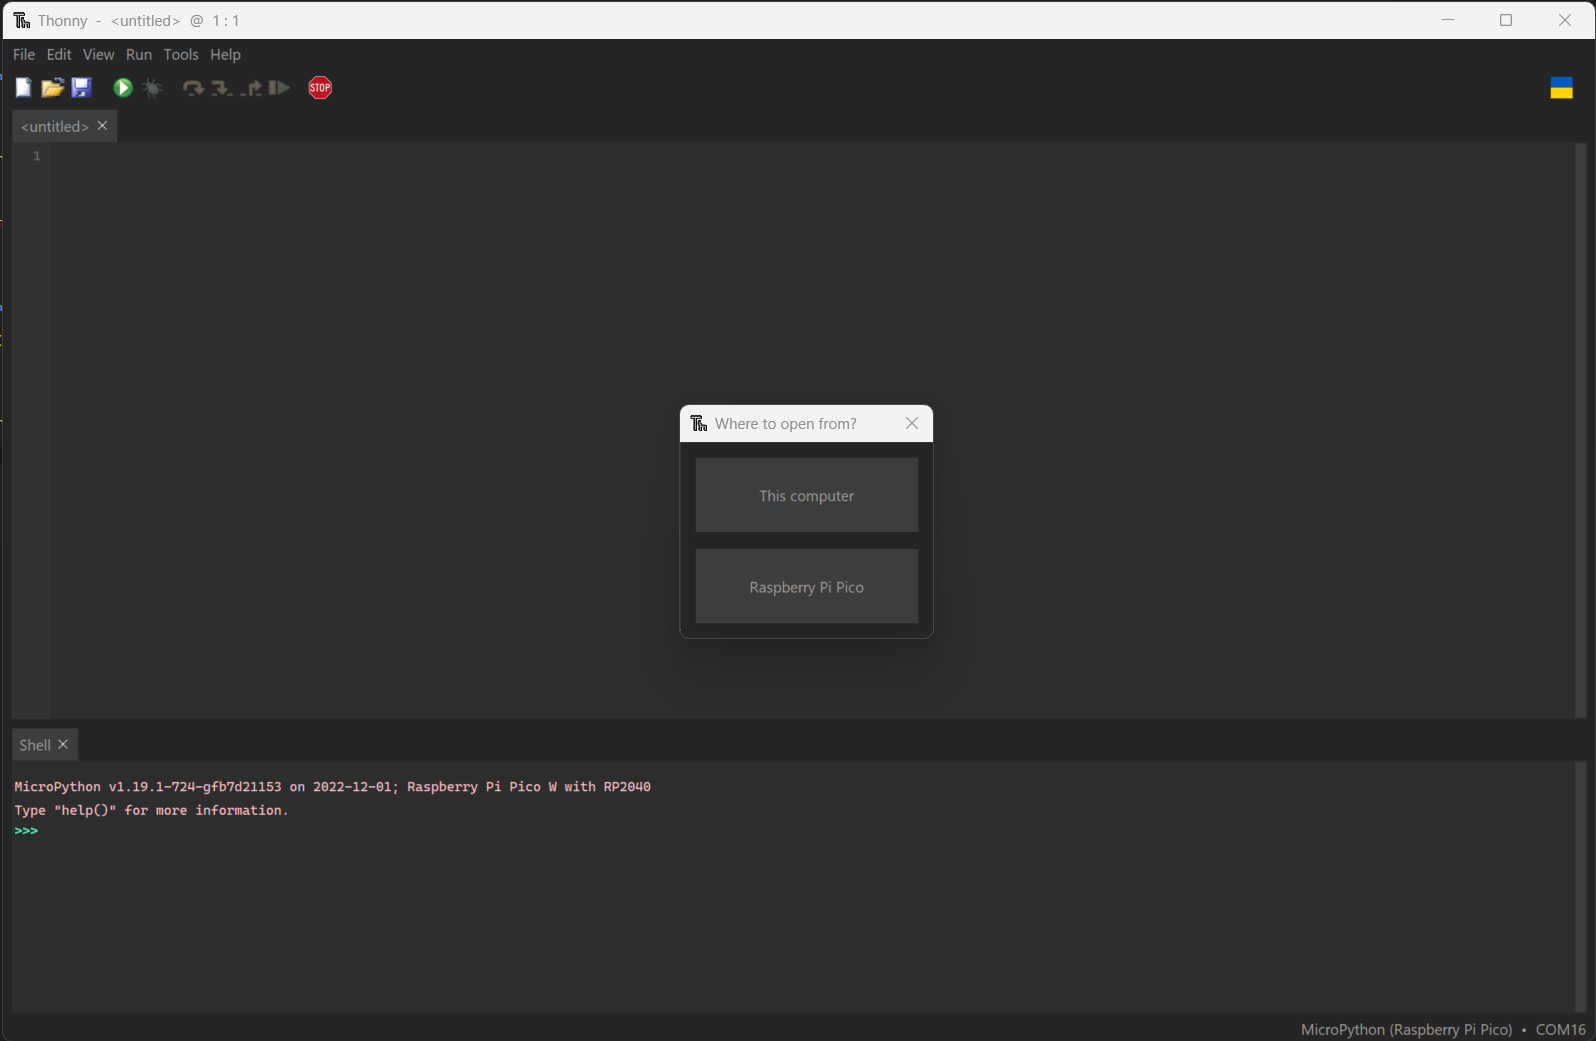 Thonny - <untitled> @ 1 : 1
File Edit View Run Tools Help
STOP
<untitled>
1
Where to open from?
This computer
Raspberry Pi Pico
Shell
MicroPython v1.19.1-724-gfb7d21153 on 2022-12-01; Raspberry Pi Pico W with RP2040
Type "help()" for more information.
>>>
MicroPython (Raspberry Pi Pico) • COM16